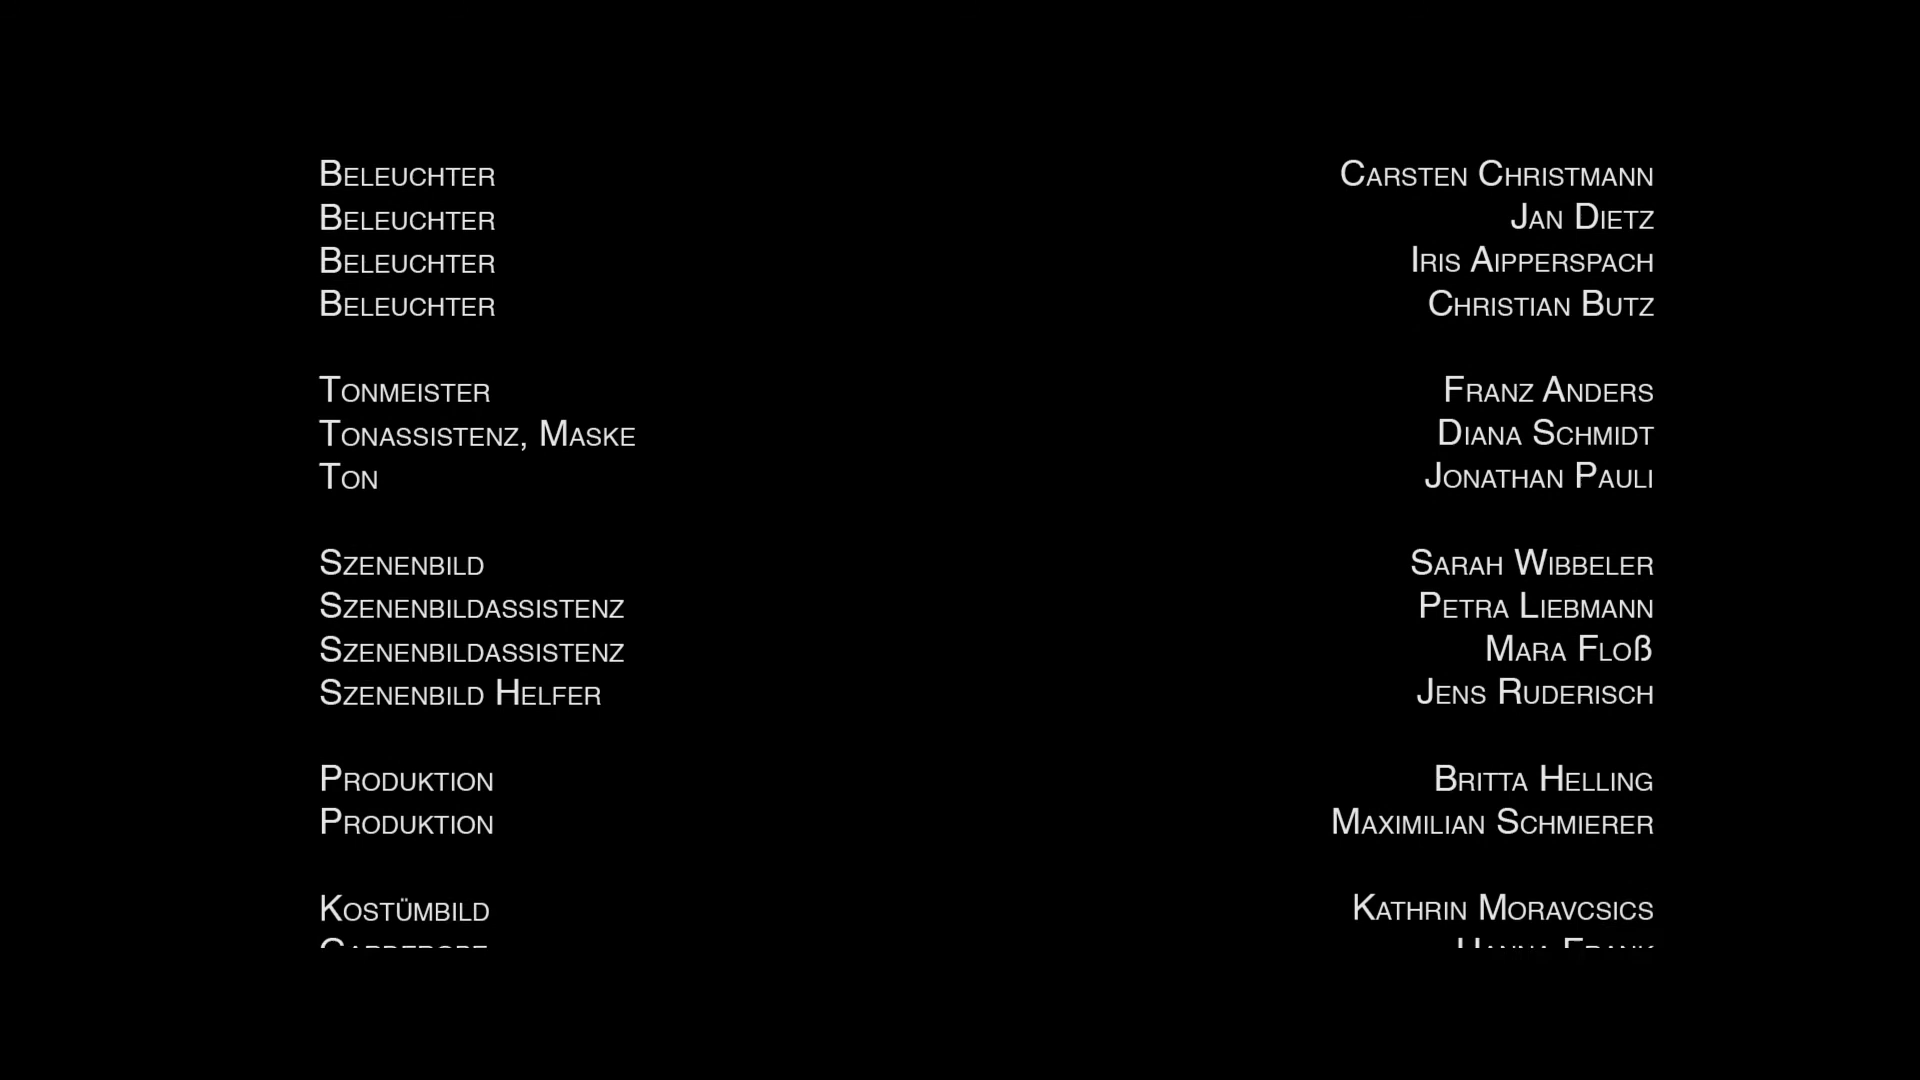 Beleuchter Carsten Christmann
Beleuchter Jan Dietz
Beleuchter Iris Aipperspach
Beleuchter Christian Butz
Tonmeister Franz Anders
Tonassistenz, Maske Diana Schmidt
Ton Jonathan Pauli
Szenenbild Sarah Wibbeler
Szenenbildassistenz Petra Liebmann
Szenenbildassistenz Mara Floß
Szenenbild Helfer Jens Ruderisch
Produktion Britta Helling
Produktion Maximilian Schmierer
Kostümbild Kathrin Moravcsics